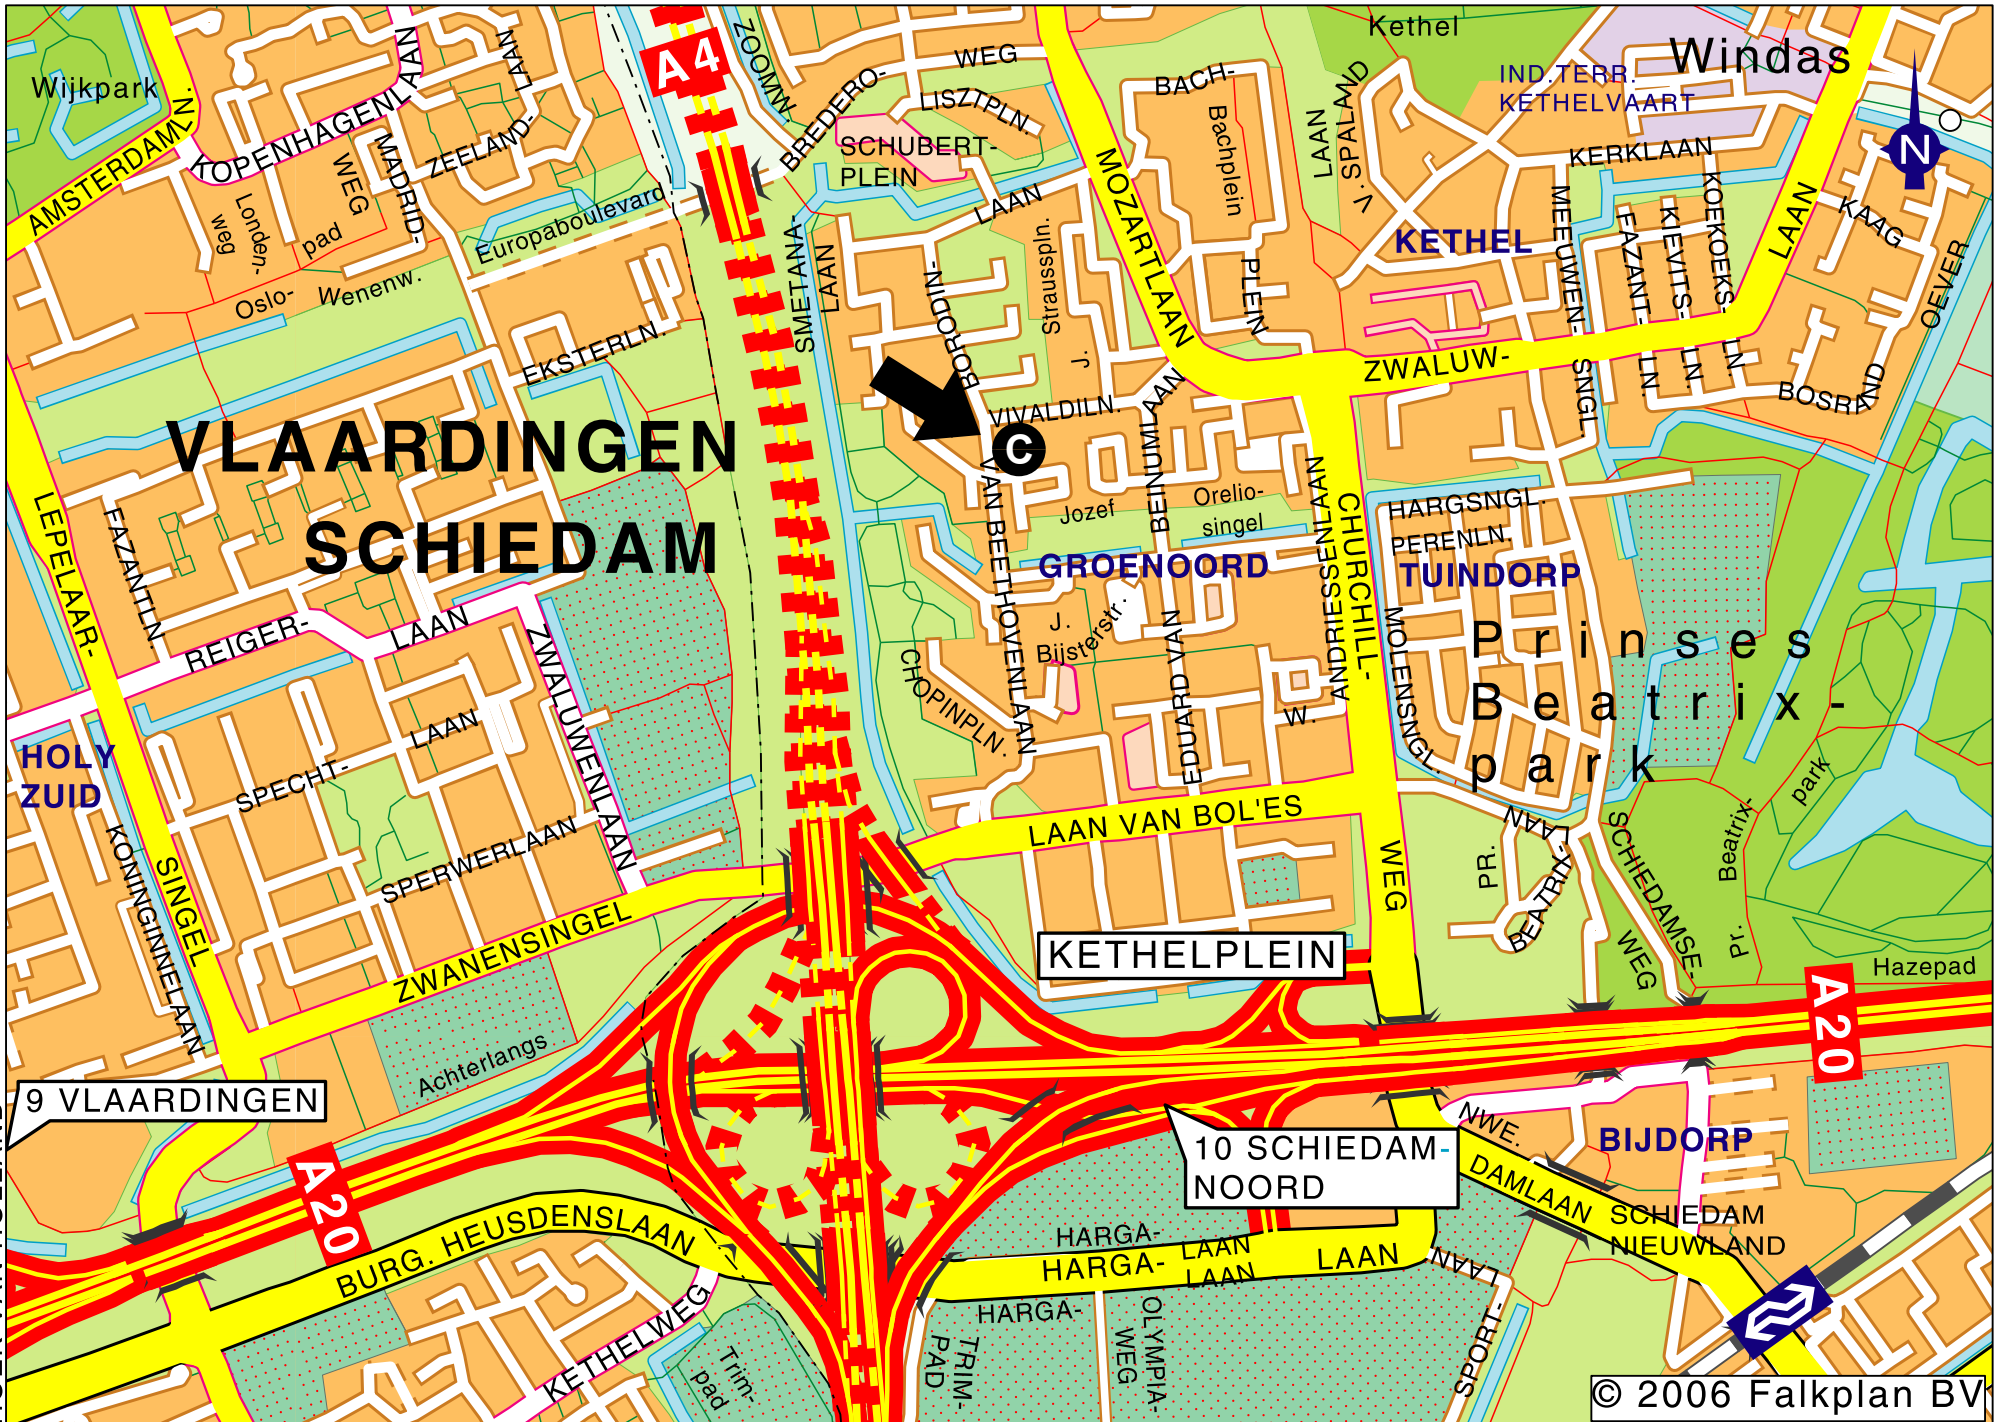 Wijkpark
AMSTERDAMLN.
KOPENHAGENLAAN
LAAN
A4
ZOOMW.
BREDERO-
WEG
LISZTPLN.
SCHUBERT-
PLEIN
BACH-
Bachplein
PLEIN
LAAN
V. SPALAND
Kethel
IND.TERR.
KETHELVAART
Windas
KERKLAAN
N
KAAG
OEVER
LAAN
WEG
MADRID-
ZEELAND-
Londen-
weg
pad
Oslo-
Wenenw.
Europaboulevard
SMETANA-
LAAN
LAAN
BORODIN-
Strausspln.
J.
MOZARTLAAN
KETHEL
MEEUWEN-
SNGL.
FAZANT-
LN.
KIEVITS-
LN.
KOEKOEKS-
LN.
ZWALUW-
BOSRAND
EKSTERLN.
VIVALDILN.
LAAN
C
VLAARDINGEN
SCHIEDAM
LEPELAAR-
SINGEL
FAZANTLN.
REIGER-
LAAN
ZWALUWENLAAN
VAN BEETHOVENLAAN
BEINUMLAAN
EDUARD VAN
Jozef
Orelio-
singel
GROENOORD
J.
Bijsterstr.
CHOPINPLN.
W.
ANDRIESSENLAAN
CHURCHILL-
WEG
HARGSNGL.
PERENLN.
TUINDORP
MOLENSNGL.
Prinses
Beatrix-
park
HOLY
ZUID
SPECHT-
LAAN
SPERWERLAAN
KONINGINNELAAN
ZWANENSINGEL
LAAN VAN BOL'ES
PR.
BEATRIX-
LAAN
SCHIEDAMSE-
WEG
Pr.
Beatrix-
park
Hazepad
KETHELPLEIN
A20
Achterlangs
9 VLAARDINGEN
A20
BURG. HEUSDENSLAAN
KETHELWEG
Trim-
pad
10 SCHIEDAM-
NOORD
NWE.
DAMLAAN
BIJDORP
SCHIEDAM
NIEUWLAND
HARGA-
LAAN
HARGA-
LAAN
LAAN
HARGA-
TRIM-
PAD
OLYMPIA-
WEG
SPORT-
LAAN
© 2006 Falkplan BV